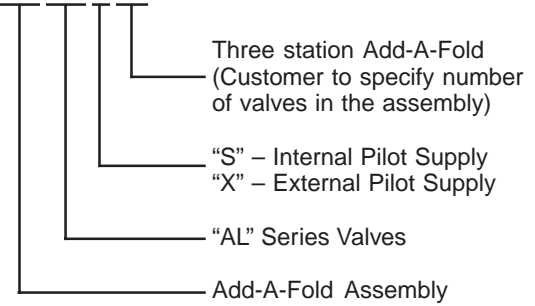 Three station Add-A-Fold
(Customer to specify number
of valves in the assembly)
“S” – Internal Pilot Supply
“X” – External Pilot Supply
“AL” Series Valves
Add-A-Fold Assembly